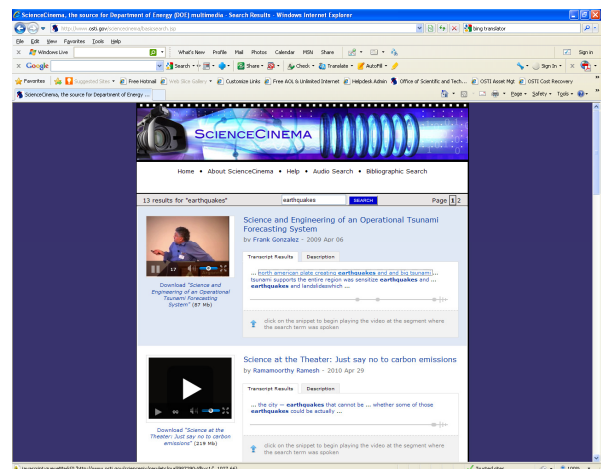 ScienceCinema, the source for Department of Energy (DOE) multimedia - Search Results - Windows Internet Explorer
bing translator
File Edit View Favorites Tools Help
Windows Live What's New Profile Mail Photos Calendar MSN Share Sign in
Google Search Share Check Translate AutoFill Sign In
Favorites Suggested Sites Free Hotmail Web Slice Gallery Customize Links Free AOL & Unlimited Internet Helpdesk Admin Office of Scientific and Tech... OSTI Asset Mgt OSTI Cost Recovery
ScienceCinema, the source for Department of Energy ... Page Safety Tools
ScienceCinema
Home • About ScienceCinema • Help • Audio Search • Bibliographic Search
13 results for "earthquakes" earthquakes SEARCH Page 1 2
Science and Engineering of an Operational Tsunami
Forecasting System
by Frank Gonzalez - 2009 Apr 06
Transcript Results Description
... north american plate creating earthquakes and and big tsunami...
tsunami supports the entire region was sensitize earthquakes and ...
earthquakes and landslideswhich ...
17
Download "Science and
Engineering of an Operational
Tsunami Forecasting
System" (87 Mb)
click on the snippet to begin playing the video at the segment where
the search term was spoken
Science at the Theater: Just say no to carbon emissions
by Ramamoorthy Ramesh - 2010 Apr 29
Transcript Results Description
... the city — earthquakes that cannot be ... whether some of those
earthquakes could be actually ...
Download "Science at the
Theater: Just say no to carbon
emissions" (219 Mb)
click on the snippet to begin playing the video at the segment where
the search term was spoken